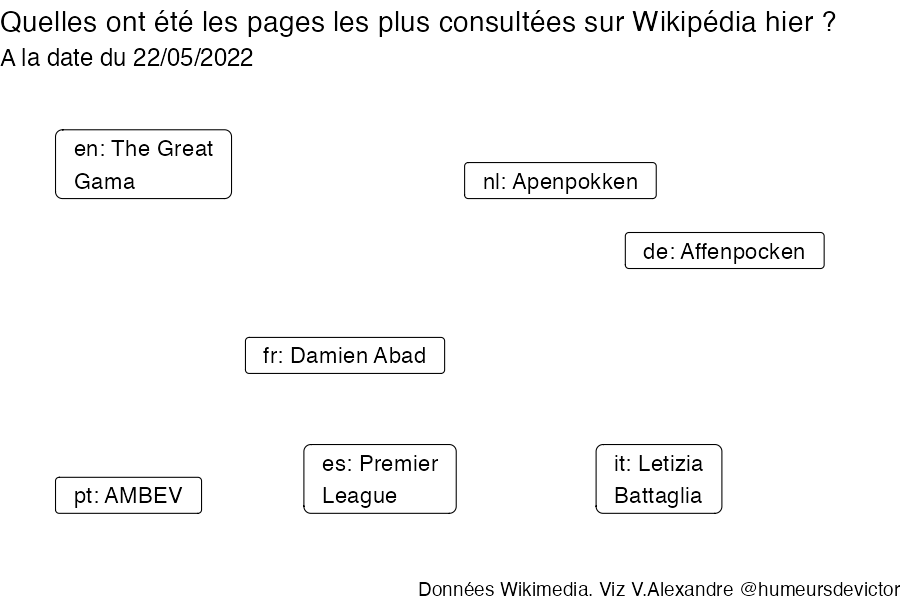 Quelles ont été les pages les plus consultées sur Wikipédia hier ?
A la date du 22/05/2022
en: The Great
Gama
nl: Apenpokken
de: Affenpocken
fr: Damien Abad
es: Premier
League
it: Letizia
Battaglia
pt: AMBEV
Données Wikimedia. Viz V.Alexandre @humeursdevictor